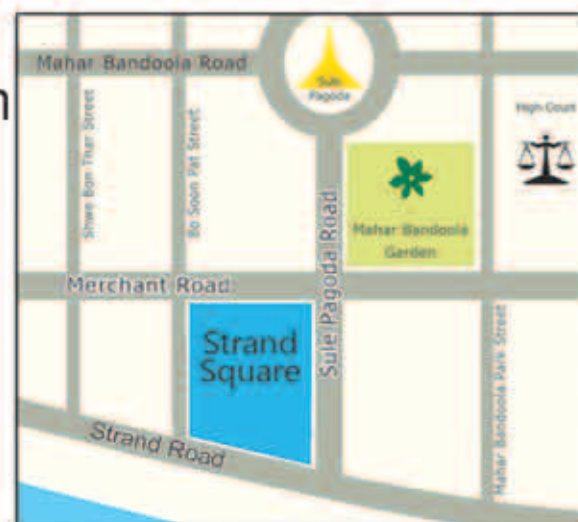 Mahar Bandoola Road
Sule
Pagoda
High Court
Shwe Bon Thar Street
Bo Soon Pat Street
Sule Pagoda Road
Mahar Bandoola
Garden
Merchant Road
Strand
Square
Mahar Bandoola Park Street
Strand Road